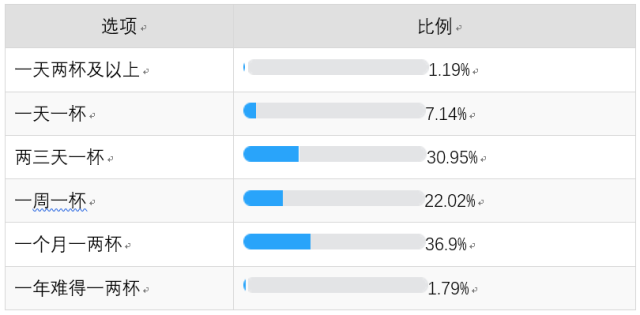 选项 比例
一天两杯及以上 1.19%
一天一杯 7.14%
两三天一杯 30.95%
一周一杯 22.02%
一个月一两杯 36.9%
一年难得一两杯 1.79%